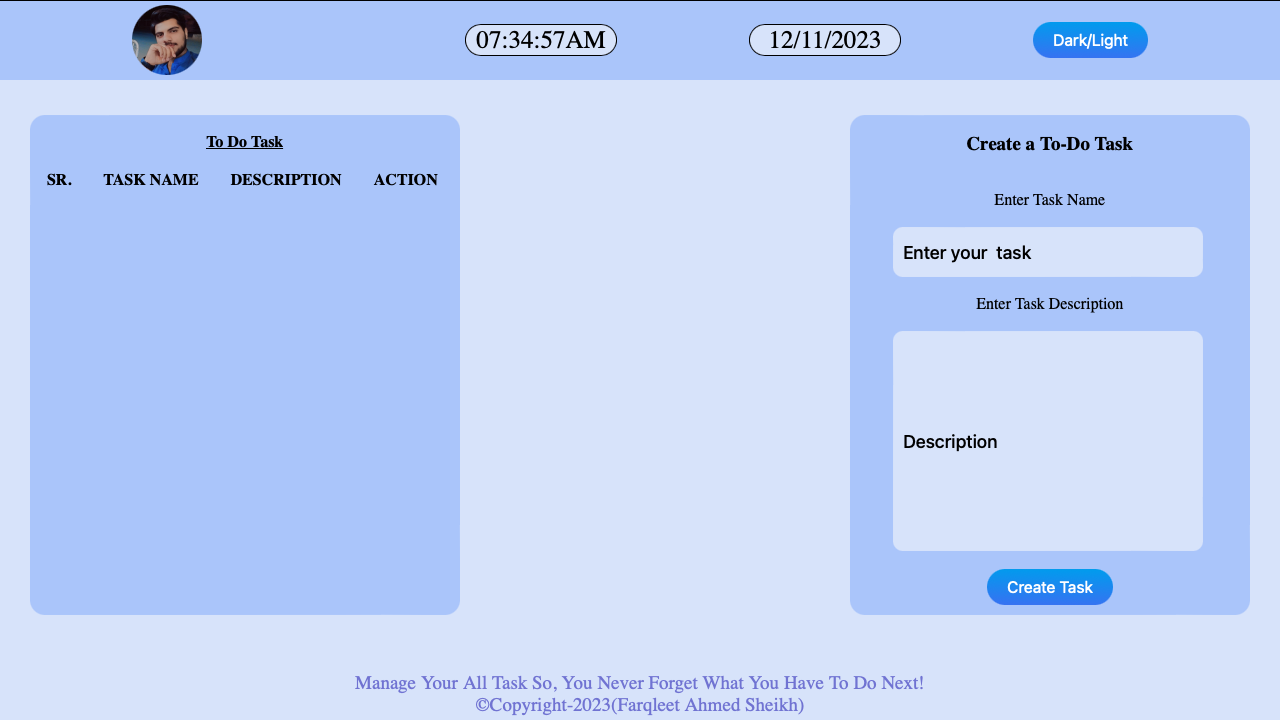 07:34:57AM
12/11/2023
Dark/Light
To Do Task
SR. TASK NAME DESCRIPTION ACTION
Create a To-Do Task
Enter Task Name
Enter your  task
Enter Task Description
Description
Create Task
Manage Your All Task So, You Never Forget What You Have To Do Next!
©Copyright-2023(Farqleet Ahmed Sheikh)